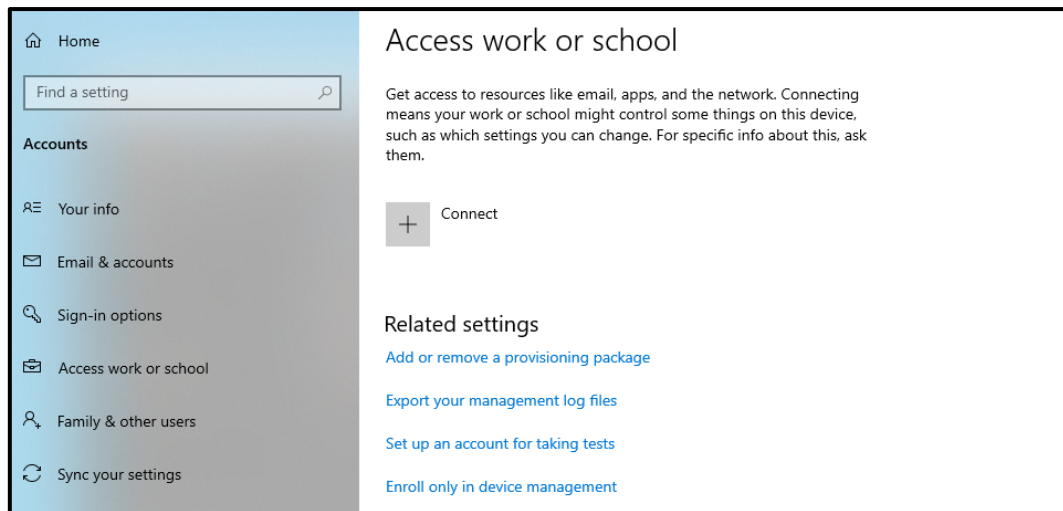 Home
Find a setting
Accounts
Your info
Email & accounts
Sign-in options
Access work or school
Family & other users
Sync your settings
Access work or school
Get access to resources like email, apps, and the network. Connecting
means your work or school might control some things on this device,
such as which settings you can change. For specific info about this, ask
them.
Connect
Related settings
Add or remove a provisioning package
Export your management log files
Set up an account for taking tests
Enroll only in device management